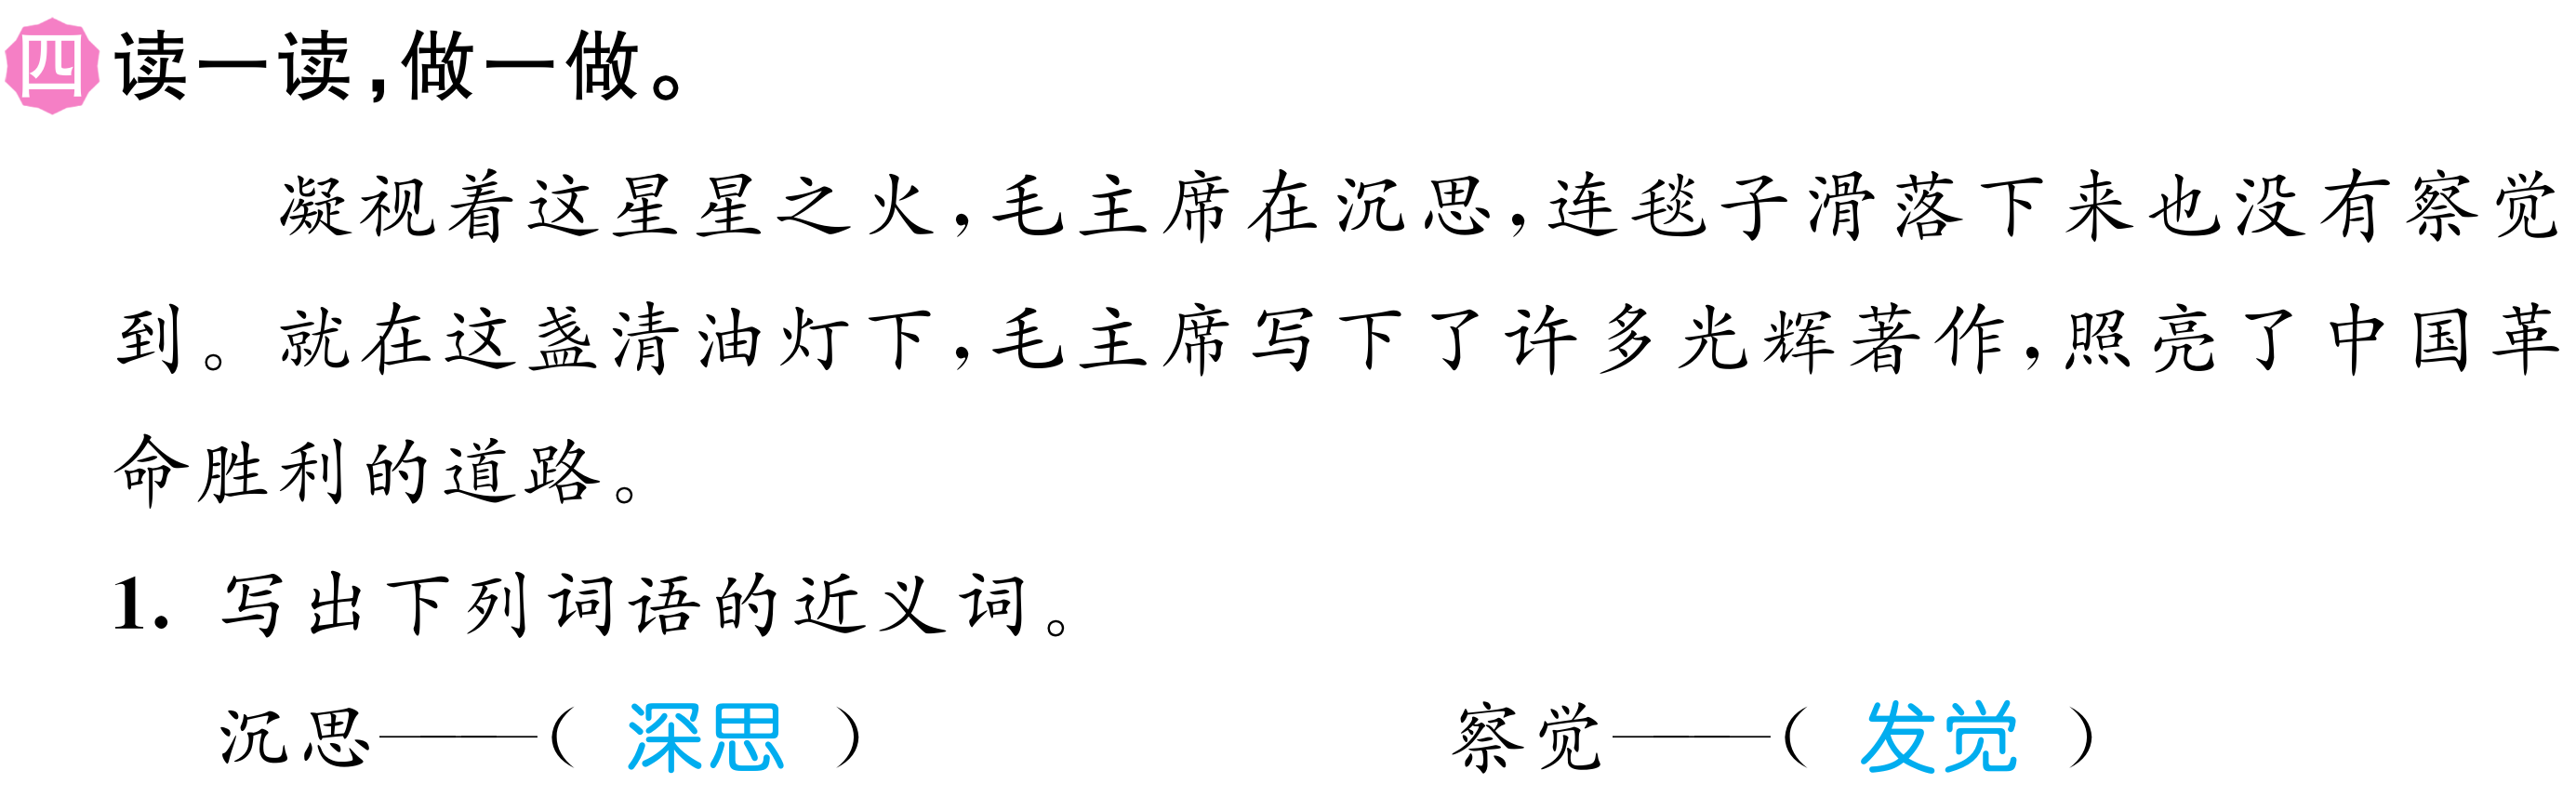 四 读一读,做一做。
凝视着这星星之火,毛主席在沉思,连毯子滑落下来也没有察觉
到。就在这盏清油灯下,毛主席写下了许多光辉著作,照亮了中国革
命胜利的道路。
1. 写出下列词语的近义词。
沉思——( 深思 ) 察觉——( 发觉 )